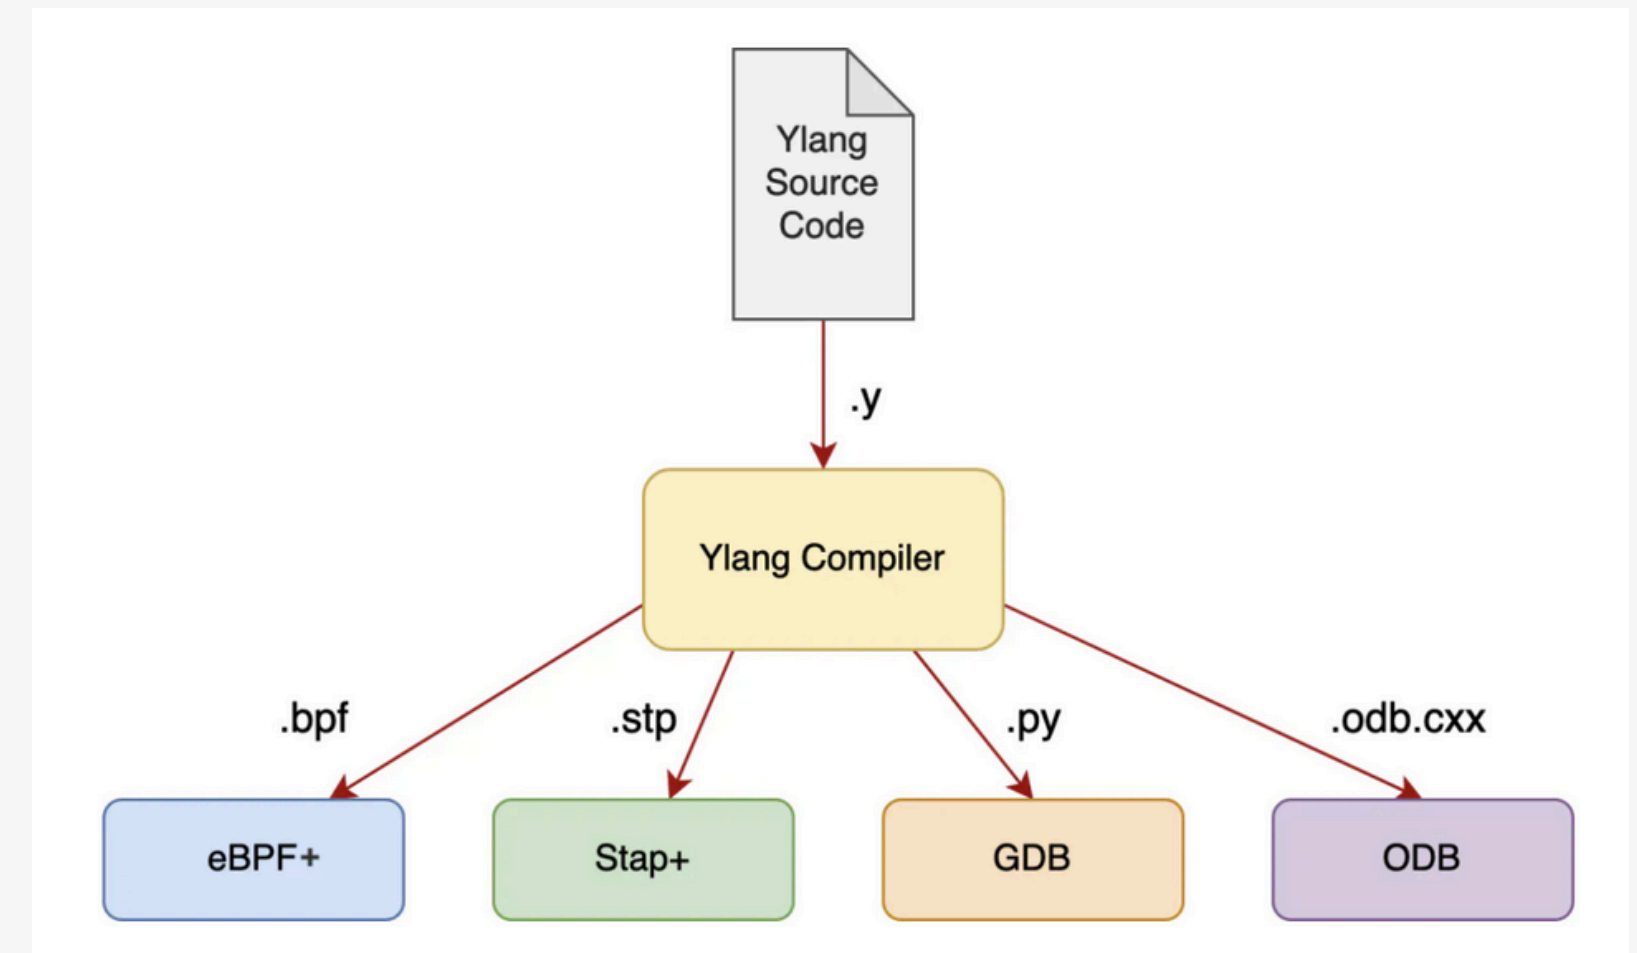 Ylang
Source
Code
.y
Ylang Compiler
.bpf
.stp
.py
.odb.cxx
eBPF+
Stap+
GDB
ODB